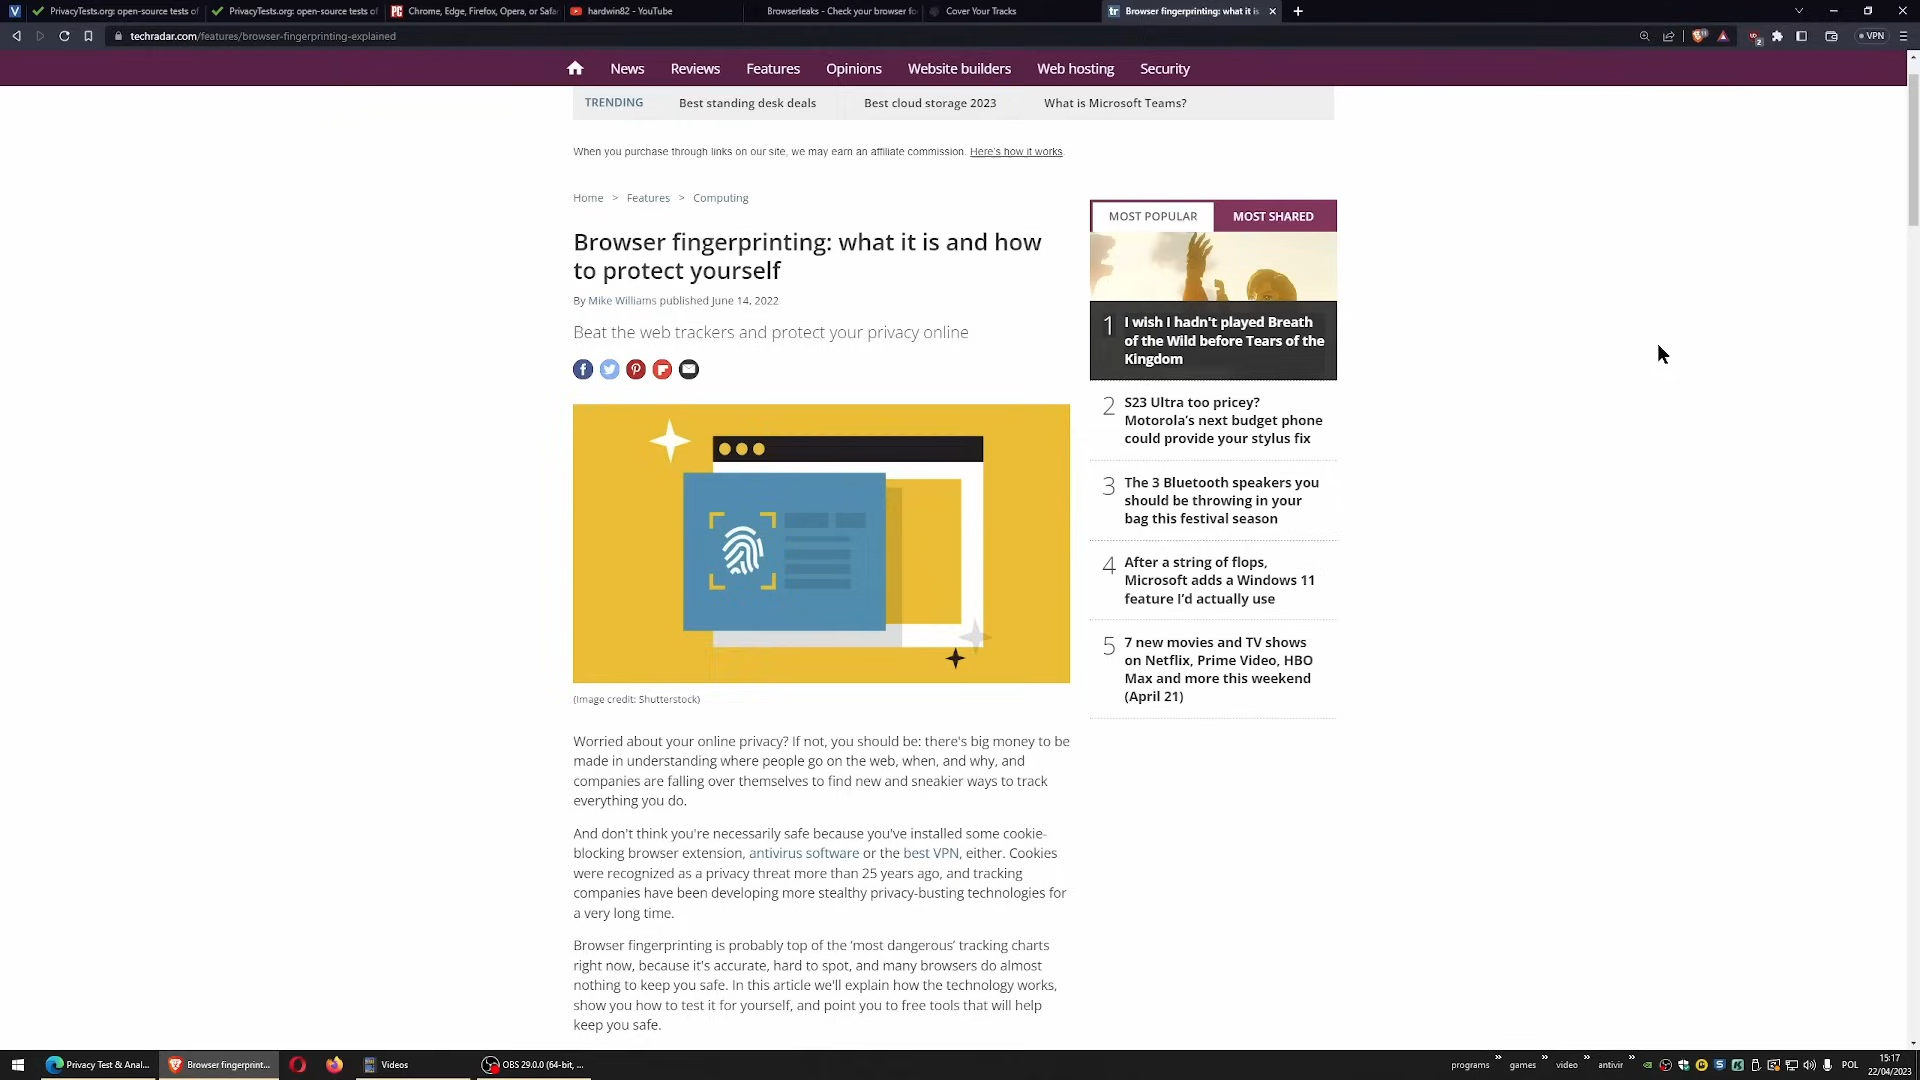 PrivacyTests.org: open-source tests of
PrivacyTests.org: open-source tests of
Chrome, Edge, Firefox, Opera, or Safa
hardwin82 - YouTube
Browserleaks - Check your browser fo
Cover Your Tracks
Browser fingerprinting: what it is
techradar.com/features/browser-fingerprinting-explained
VPN
News
Reviews
Features
Opinions
Website builders
Web hosting
Security
TRENDING
Best standing desk deals
Best cloud storage 2023
What is Microsoft Teams?
When you purchase through links on our site, we may earn an affiliate commission. Here's how it works.
Home > Features > Computing
Browser fingerprinting: what it is and how
to protect yourself
By Mike Williams published June 14, 2022
Beat the web trackers and protect your privacy online
(Image credit: Shutterstock)
Worried about your online privacy? If not, you should be: there's big money to be
made in understanding where people go on the web, when, and why, and
companies are falling over themselves to find new and sneakier ways to track
everything you do.
And don't think you're necessarily safe because you've installed some cookie-
blocking browser extension, antivirus software or the best VPN, either. Cookies
were recognized as a privacy threat more than 25 years ago, and tracking
companies have been developing more stealthy privacy-busting technologies for
a very long time.
Browser fingerprinting is probably top of the ‘most dangerous’ tracking charts
right now, because it's accurate, hard to spot, and many browsers do almost
nothing to keep you safe. In this article we'll explain how the technology works,
show you how to test it for yourself, and point you to free tools that will help
keep you safe.
MOST POPULAR
MOST SHARED
1 I wish I hadn't played Breath
of the Wild before Tears of the
Kingdom
2 S23 Ultra too pricey?
Motorola’s next budget phone
could provide your stylus fix
3 The 3 Bluetooth speakers you
should be throwing in your
bag this festival season
4 After a string of flops,
Microsoft adds a Windows 11
feature I’d actually use
5 7 new movies and TV shows
on Netflix, Prime Video, HBO
Max and more this weekend
(April 21)
Privacy Test & Anal...
Browser fingerprint...
Videos
OBS 29.0.0 (64-bit, ...
programs
games
video
antivir
POL
15:17
22/04/2023